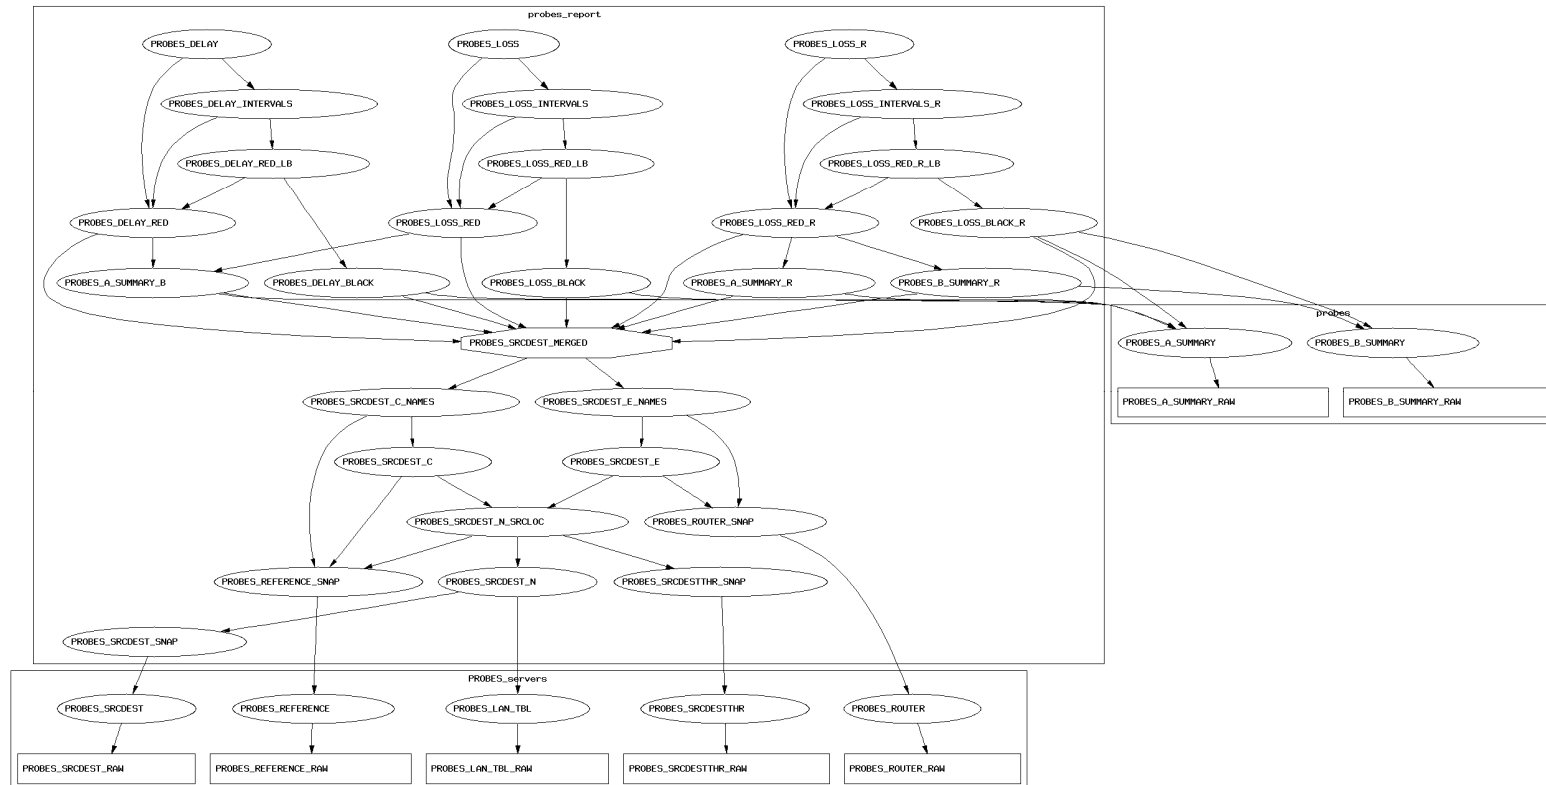 probes_report
PROBES_DELAY
PROBES_LOSS
PROBES_LOSS_R
PROBES_DELAY_INTERVALS
PROBES_LOSS_INTERVALS
PROBES_LOSS_INTERVALS_R
PROBES_DELAY_RED_LB
PROBES_LOSS_RED_LB
PROBES_LOSS_RED_R_LB
PROBES_DELAY_RED
PROBES_LOSS_RED
PROBES_LOSS_RED_R
PROBES_LOSS_BLACK_R
PROBES_A_SUMMARY_B
PROBES_DELAY_BLACK
PROBES_LOSS_BLACK
PROBES_A_SUMMARY_R
PROBES_B_SUMMARY_R
probes
PROBES_SRCDEST_MERGED
PROBES_A_SUMMARY
PROBES_B_SUMMARY
PROBES_SRCDEST_C_NAMES
PROBES_SRCDEST_E_NAMES
PROBES_A_SUMMARY_RAW
PROBES_B_SUMMARY_RAW
PROBES_SRCDEST_C
PROBES_SRCDEST_E
PROBES_SRCDEST_N_SRCLOC
PROBES_ROUTER_SNAP
PROBES_REFERENCE_SNAP
PROBES_SRCDEST_N
PROBES_SRCDESTTHR_SNAP
PROBES_SRCDEST_SNAP
PROBES_servers
PROBES_SRCDEST
PROBES_REFERENCE
PROBES_LAN_TBL
PROBES_SRCDESTTHR
PROBES_ROUTER
PROBES_SRCDEST_RAW
PROBES_REFERENCE_RAW
PROBES_LAN_TBL_RAW
PROBES_SRCDESTTHR_RAW
PROBES_ROUTER_RAW